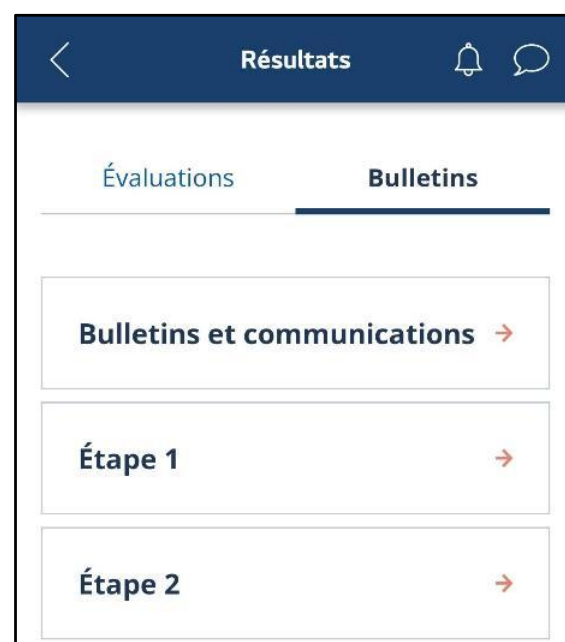 Résultats
Évaluations
Bulletins
Bulletins et communications
Étape 1
Étape 2